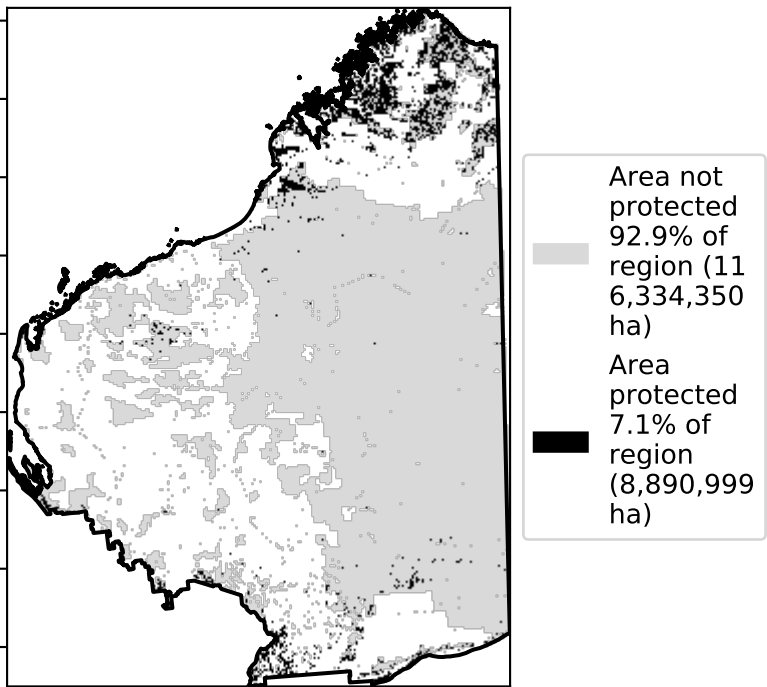 Area not
protected
92.9% of
region (11
6,334,350
ha)
Area
protected
7.1% of
region
(8,890,999
ha)